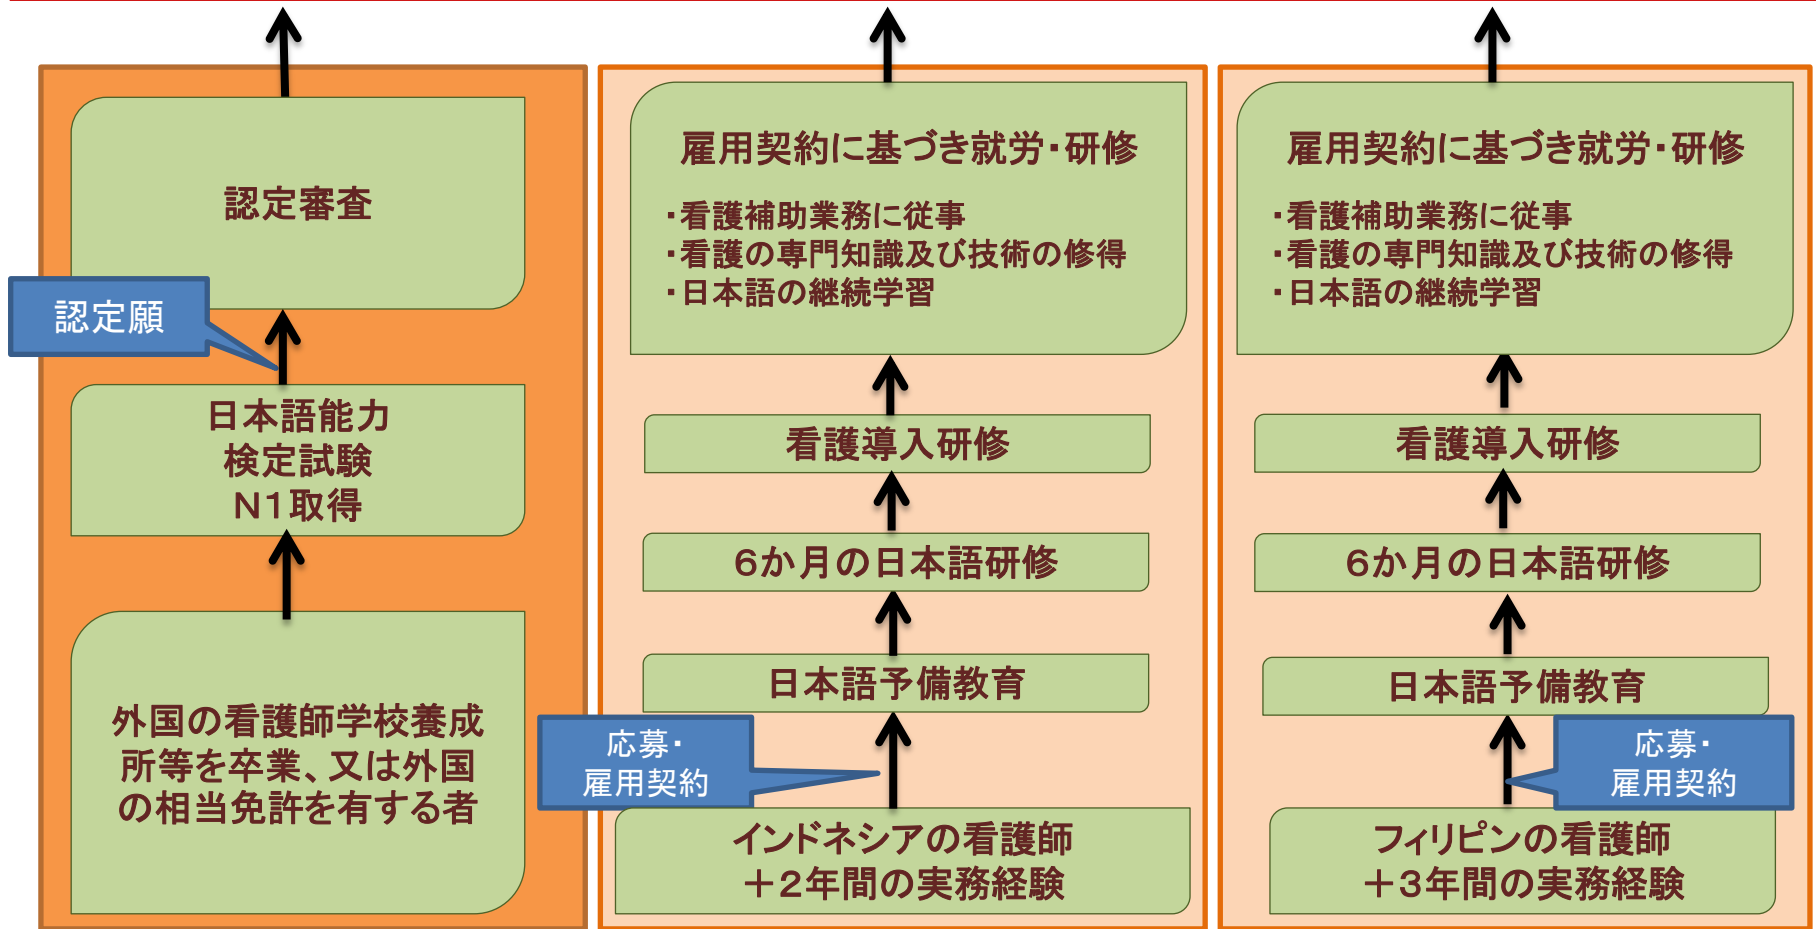 認定審査
認定願
日本語能力
検定試験
N1取得
外国の看護師学校養成
所等を卒業、又は外国
の相当免許を有する者
雇用契約に基づき就労・研修
・看護補助業務に従事
・看護の専門知識及び技術の修得
・日本語の継続学習
看護導入研修
6か月の日本語研修
日本語予備教育
応募・
雇用契約
インドネシアの看護師
＋2年間の実務経験
雇用契約に基づき就労・研修
・看護補助業務に従事
・看護の専門知識及び技術の修得
・日本語の継続学習
看護導入研修
6か月の日本語研修
日本語予備教育
応募・
雇用契約
フィリピンの看護師
＋3年間の実務経験